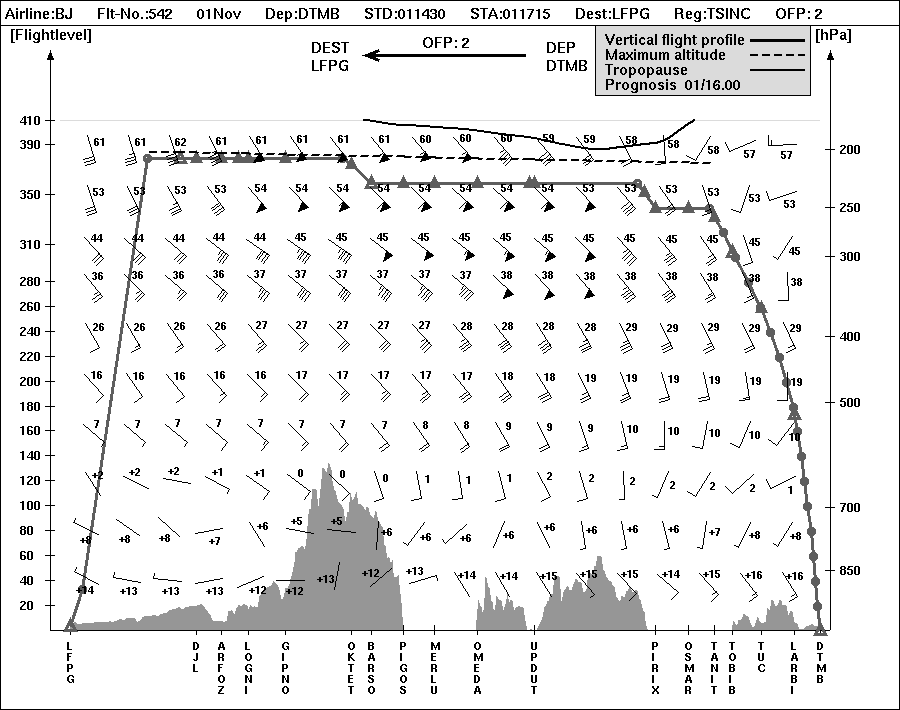 Airline:BJ Flt-No.:542 01Nov Dep:DTMB STD:011430 STA:011715 Dest:LFPG Reg:TSINC OFP: 2
[Flightlevel] [hPa]
DEST OFP: 2 DEP
LFPG DTMB
Vertical flight profile
Maximum altitude
Tropopause
Prognosis 01/16.00
410
390 61 61 62 61 61 61 61 61 60 60 60 59 59 58 58 58 57 57 200
350 53 53 53 53 54 54 54 54 54 54 54 54 53 53 53 53 53 53 250
310 44 44 44 44 44 45 45 45 45 45 45 45 45 45 45 45 45 45 300
280 36 36 36 36 37 37 37 37 37 37 38 38 38 38 38 38 38 38
260
240 26 26 26 26 27 27 27 27 27 28 28 28 28 29 29 29 29 29 400
220
200 16 16 16 16 16 17 17 17 17 17 18 18 19 19 19 19 19 19
180 500
160 7 7 7 7 7 7 7 7 8 8 9 9 9 10 10 10 10 10
140
120 +2 +2 +2 +1 +1 0 0 0 1 1 1 2 2 2 2 2 2 1
100 700
80 +8 +8 +8 +7 +6 +5 +5 +6 +6 +6 +6 +6 +6 +6 +6 +7 +8 +8
60
40 +14 +13 +13 +13 +12 +12 +13 +12 +13 +14 +14 +15 +15 +15 +14 +15 +16 +16 850
20
LFPG DJL ARFOZ LOGNI GIPNO OKTET BARSO PIGOS MERLU OMEDA UPDUT PIRIX OSMAR TANIT TOBIB TUC LARBI DTMB